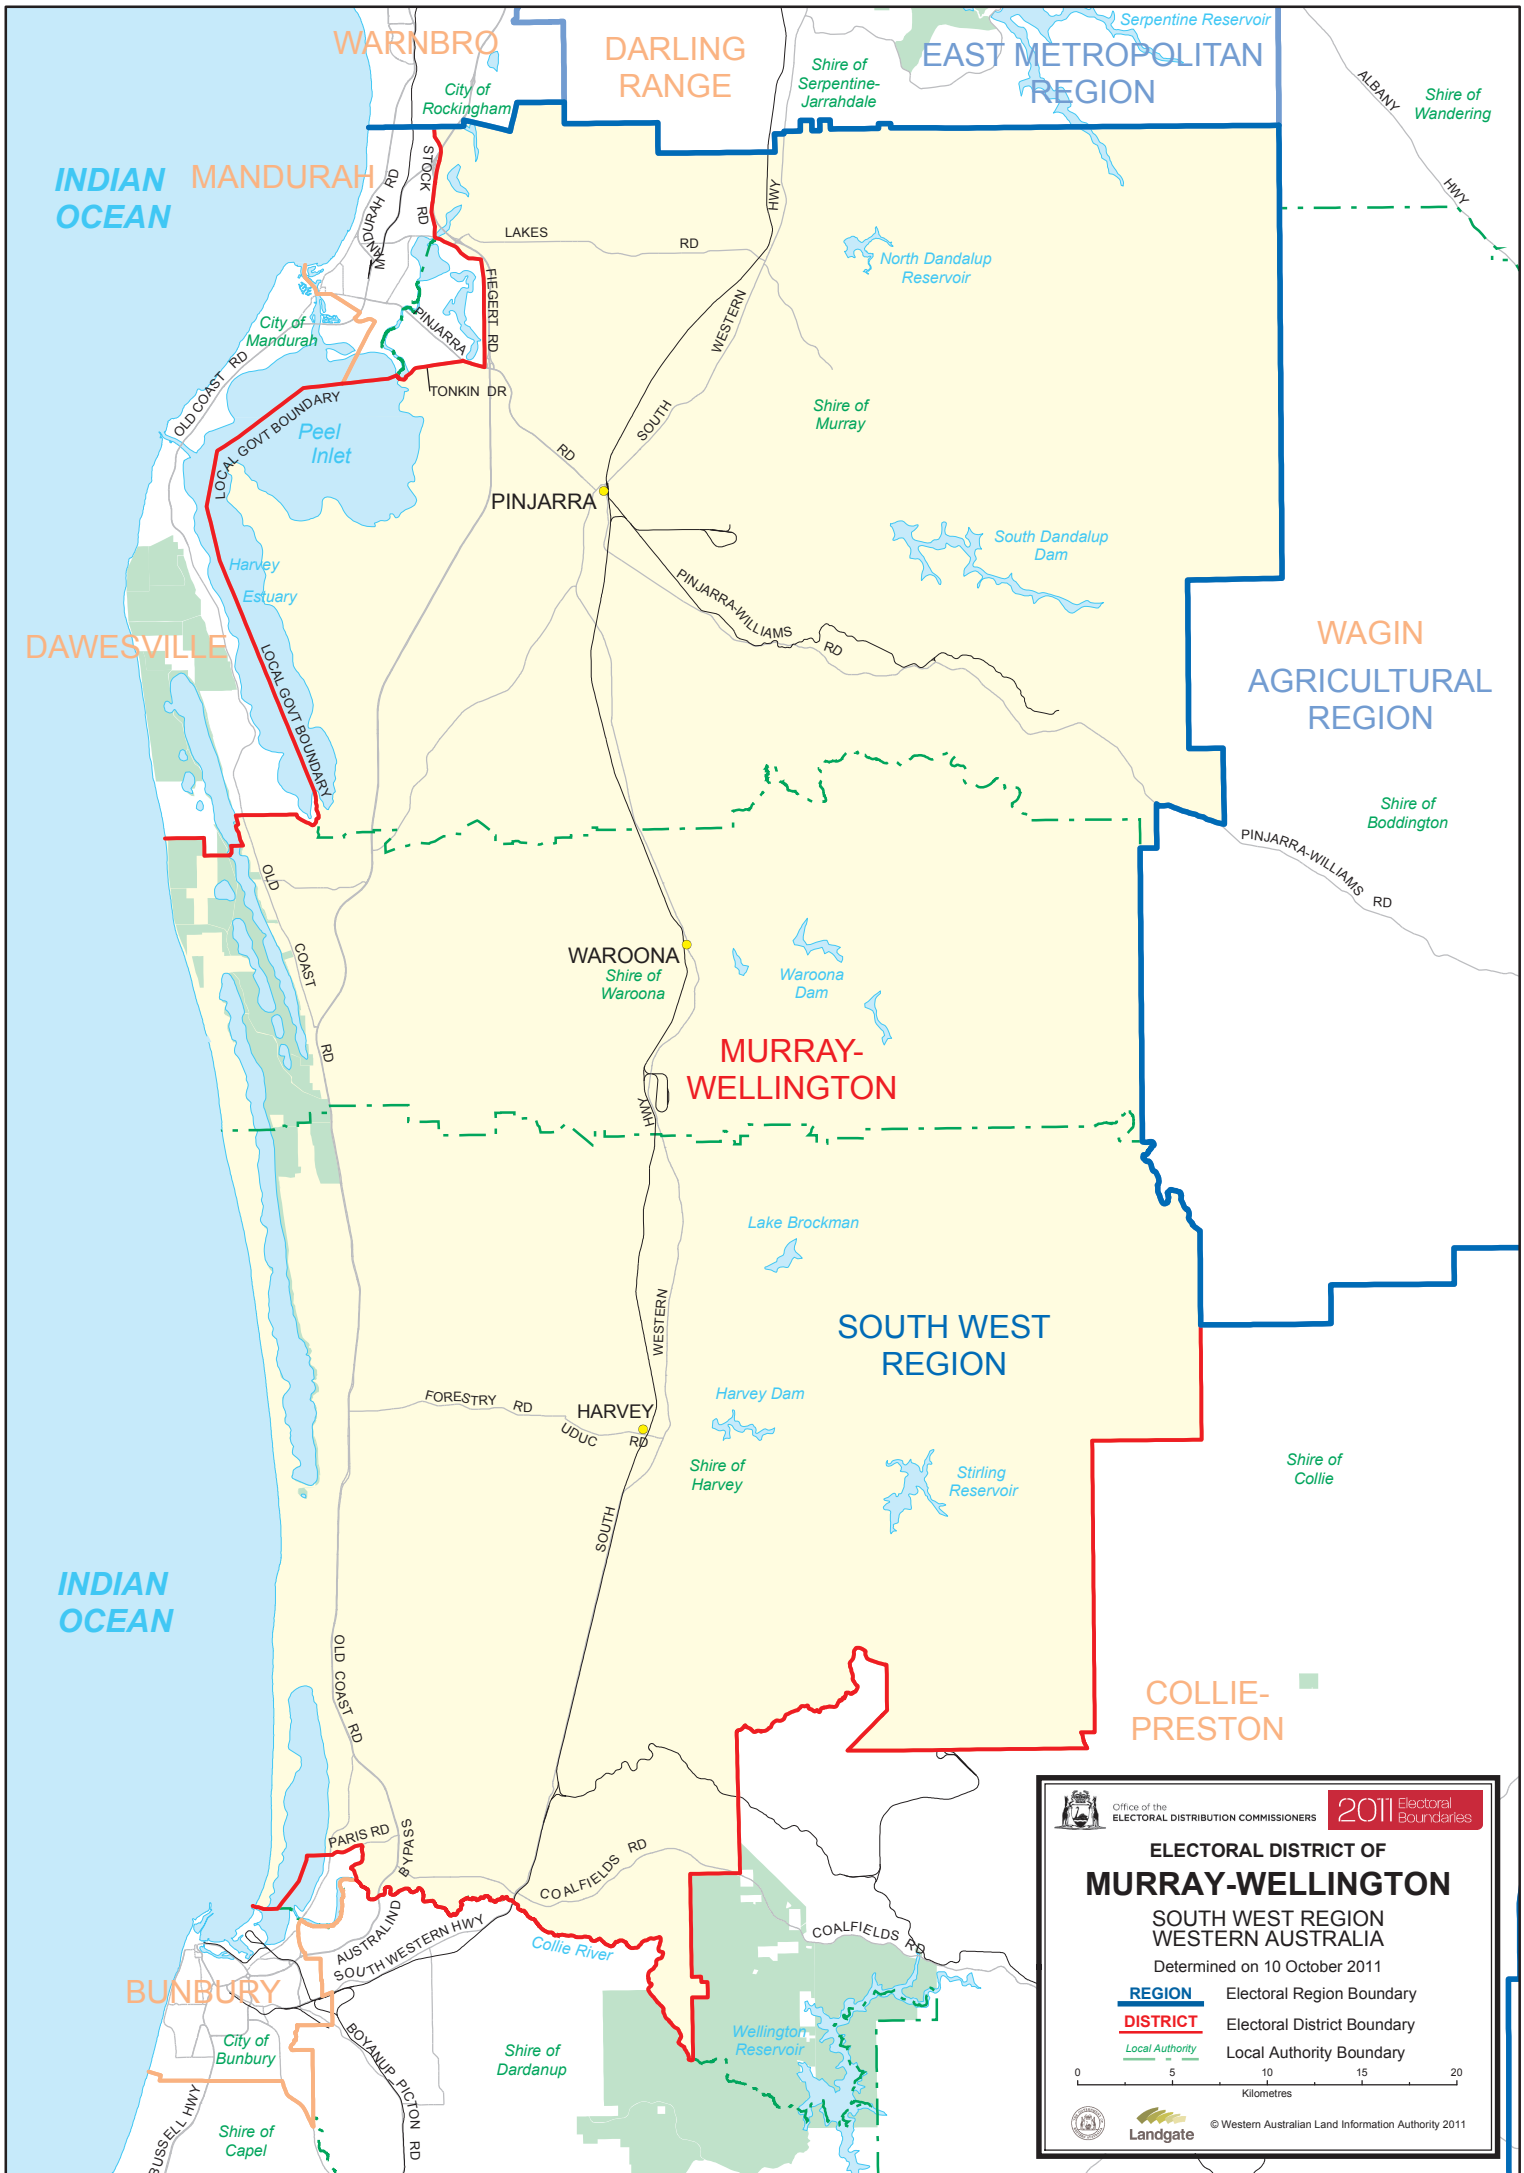 WARNBRO
DARLING
RANGE
Serpentine Reservoir
EAST METROPOLITAN
REGION
City of
Rockingham
Shire of
Serpentine-
Jarrahdale
ALBANY
HWY
Shire of
Wandering
INDIAN
OCEAN
MANDURAH
MANDURAH RD
STOCK RD
HWY
LAKES RD
North Dandalup
Reservoir
FIEGERT RD
WESTERN
City of
Mandurah
PINJARRA
OLD COAST RD
TONKIN DR
LOCAL GOVT BOUNDARY
Peel
Inlet
SOUTH
Shire of
Murray
RD
PINJARRA
South Dandalup
Dam
Harvey
Estuary
PINJARRA-WILLIAMS RD
DAWESVILLE
LOCAL GOVT BOUNDARY
WAGIN
AGRICULTURAL
REGION
Shire of
Boddington
PINJARRA-WILLIAMS RD
OLD COAST RD
WAROONA
Shire of
Waroona
Waroona
Dam
MURRAY-
WELLINGTON
HWY
Lake Brockman
WESTERN
SOUTH WEST
REGION
FORESTRY RD
HARVEY
UDUC RD
Harvey Dam
Shire of
Harvey
Stirling
Reservoir
Shire of
Collie
SOUTH
INDIAN
OCEAN
OLD COAST RD
COLLIE-
PRESTON
PARIS RD
BYPASS
AUSTRALIND
COALFIELDS RD
SOUTH WESTERN HWY
Collie River
COALFIELDS RD
BUNBURY
City of
Bunbury
BOYANUP PICTON RD
Shire of
Dardanup
Wellington
Reservoir
BUSSELL HWY
Shire of
Capel
Office of the
ELECTORAL DISTRIBUTION COMMISSIONERS
2011 Electoral
Boundaries
ELECTORAL DISTRICT OF
MURRAY-WELLINGTON
SOUTH WEST REGION
WESTERN AUSTRALIA
Determined on 10 October 2011
REGION Electoral Region Boundary
DISTRICT Electoral District Boundary
Local Authority Local Authority Boundary
0 5 10 15 20
Kilometres
Landgate
© Western Australian Land Information Authority 2011